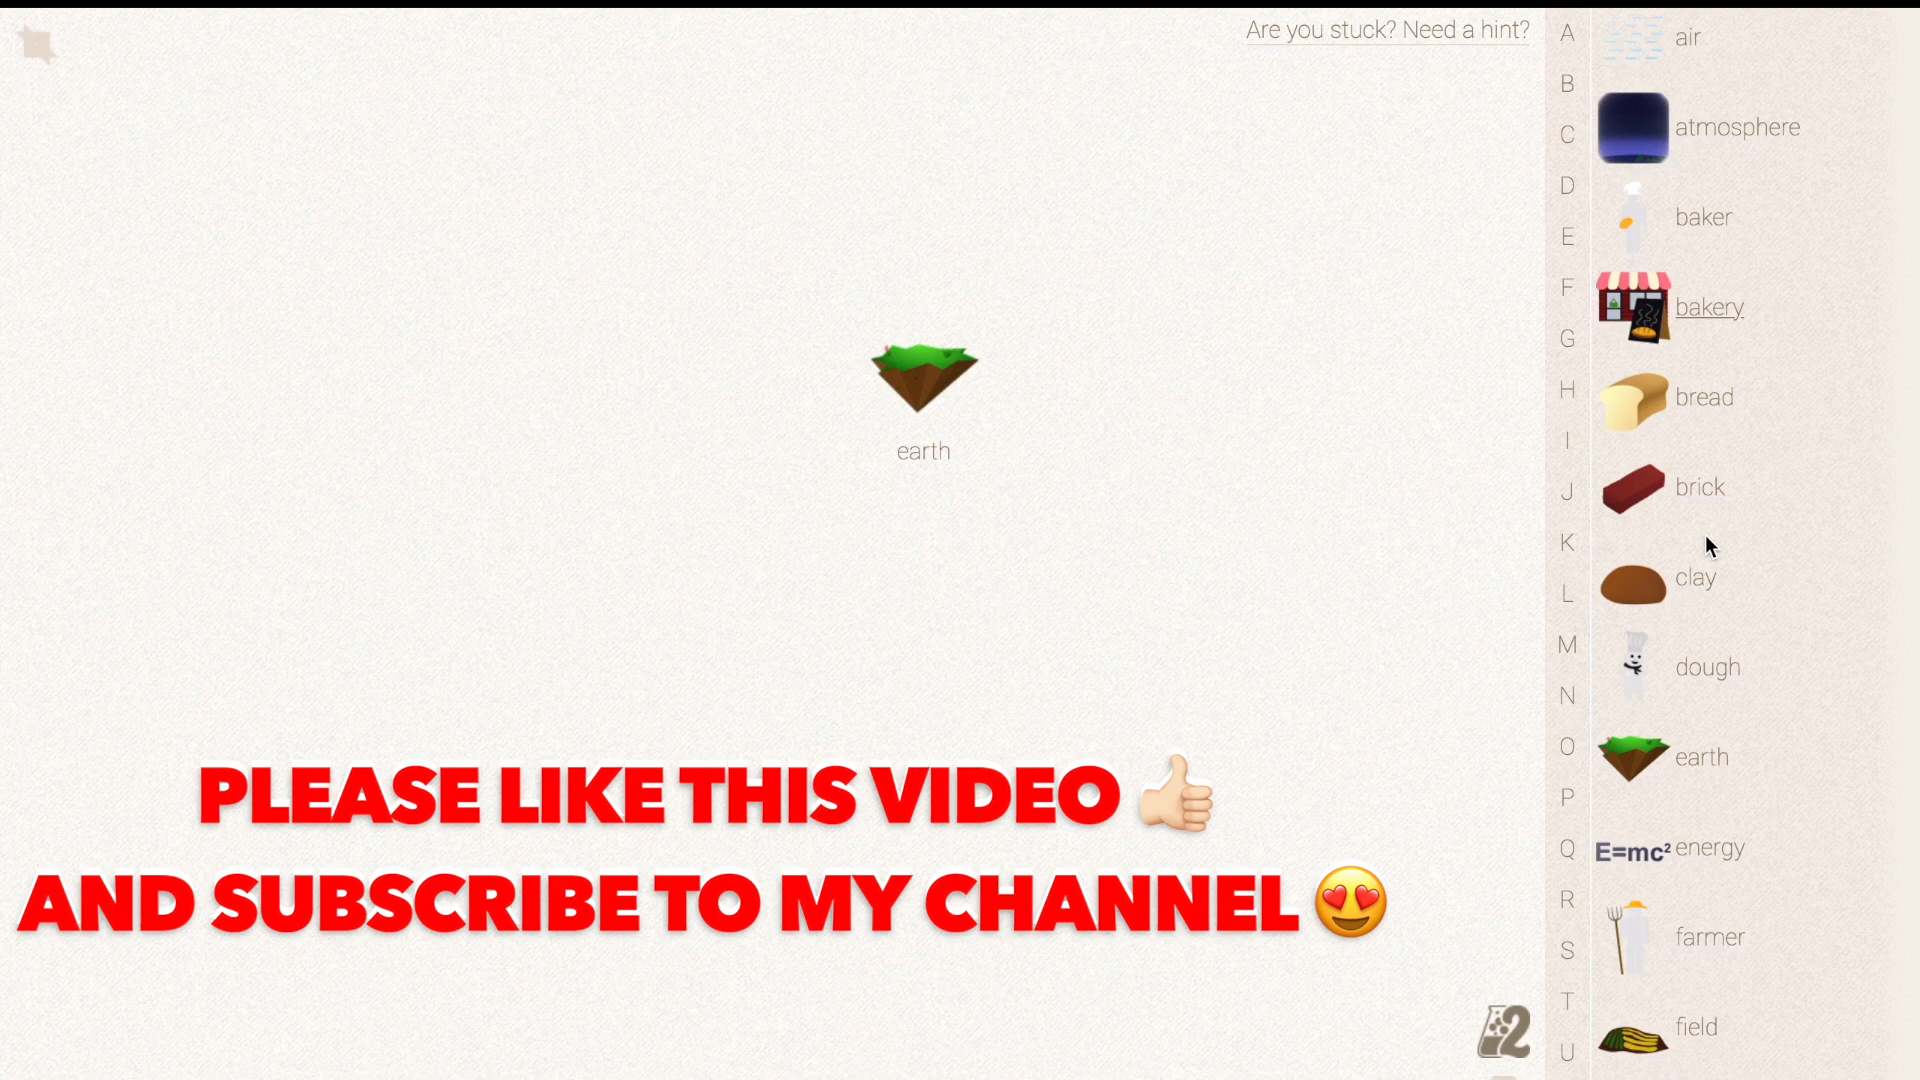 Are you stuck? Need a hint?
earth
PLEASE LIKE THIS VIDEO 👍🏻
AND SUBSCRIBE TO MY CHANNEL 😍
2
A
B
C
D
E
F
G
H
I
J
K
L
M
N
O
P
Q
R
S
T
U
air
atmosphere
baker
bakery
bread
brick
clay
dough
earth
E=mc² energy
farmer
field